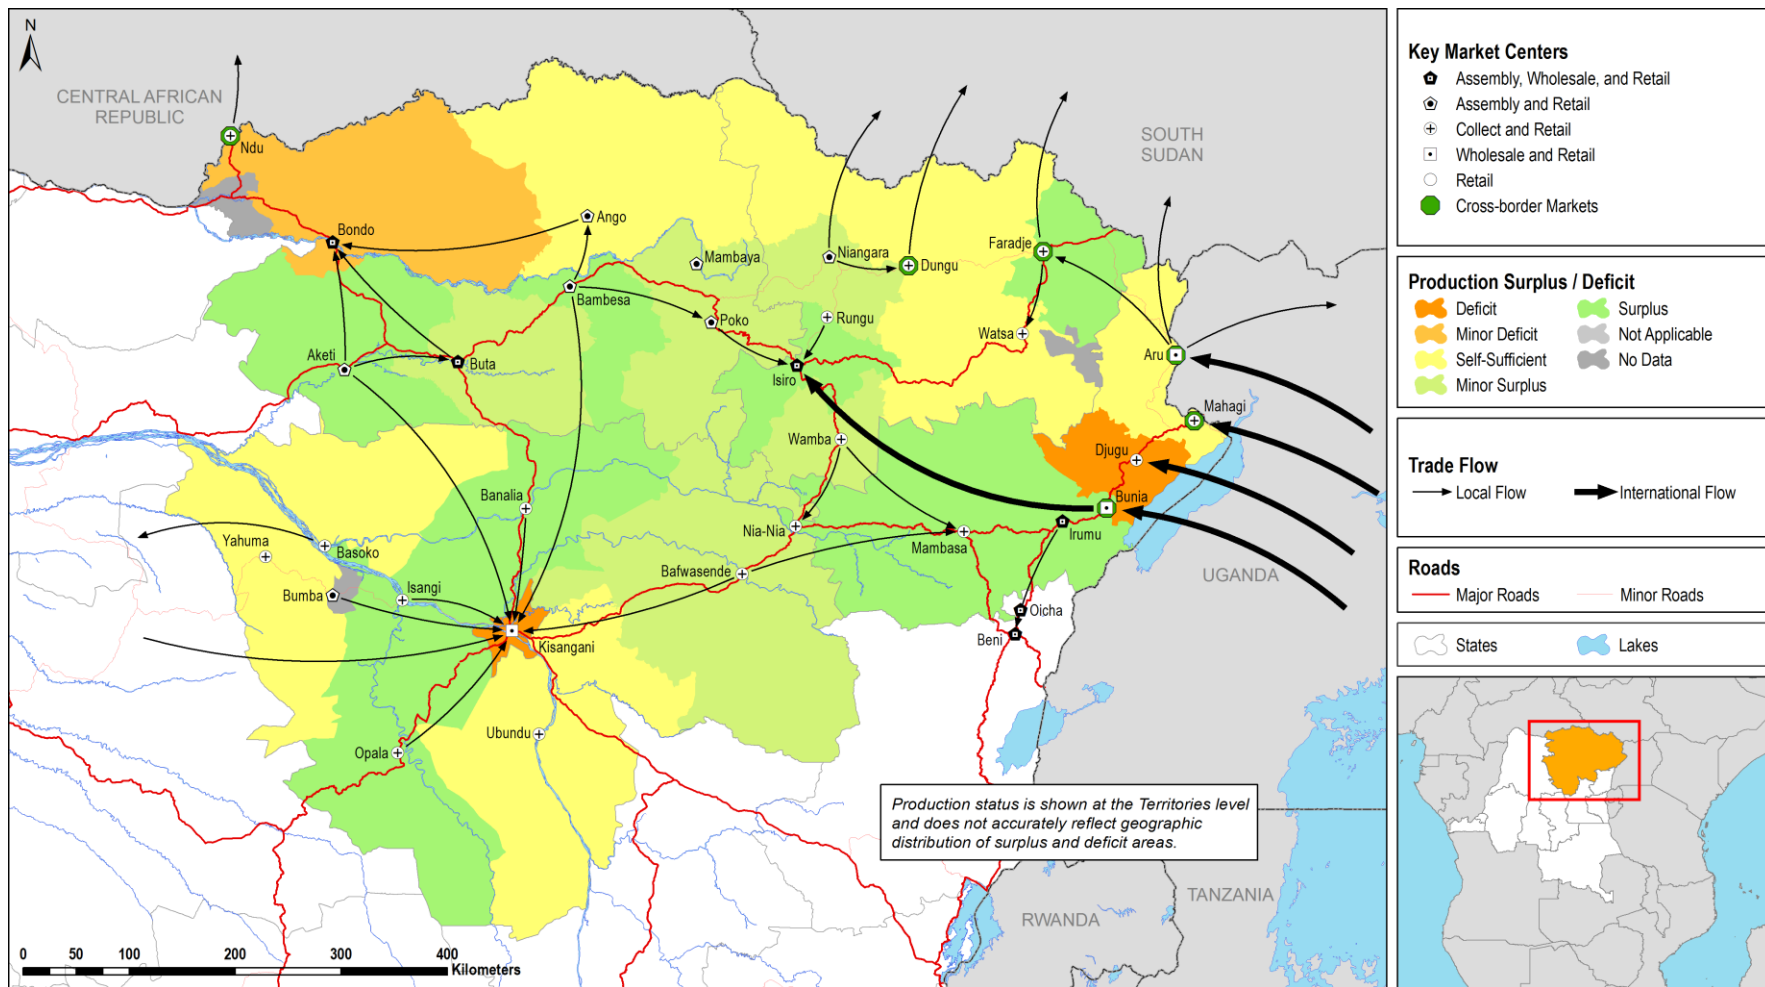 N
CENTRAL AFRICAN
REPUBLIC
SOUTH
SUDAN
Ndu
Bondo
Ango
Mambaya
Niangara
Dungu
Faradje
Bambesa
Poko
Rungu
Watsa
Aru
Aketi
Buta
Isiro
Mahagi
Wamba
Djugu
Banalia
Bunia
Nia-Nia
Mambasa
Irumu
Yahuma
Basoko
Bafwasende
UGANDA
Bumba
Isangi
Oicha
Beni
Kisangani
Ubundu
Opala
Production status is shown at the Territories level
and does not accurately reflect geographic
distribution of surplus and deficit areas.
TANZANIA
RWANDA
0 50 100 200 300 400
Kilometers
Key Market Centers
Assembly, Wholesale, and Retail
Assembly and Retail
Collect and Retail
Wholesale and Retail
Retail
Cross-border Markets
Production Surplus / Deficit
Deficit Surplus
Minor Deficit Not Applicable
Self-Sufficient No Data
Minor Surplus
Trade Flow
Local Flow International Flow
Roads
Major Roads Minor Roads
States Lakes